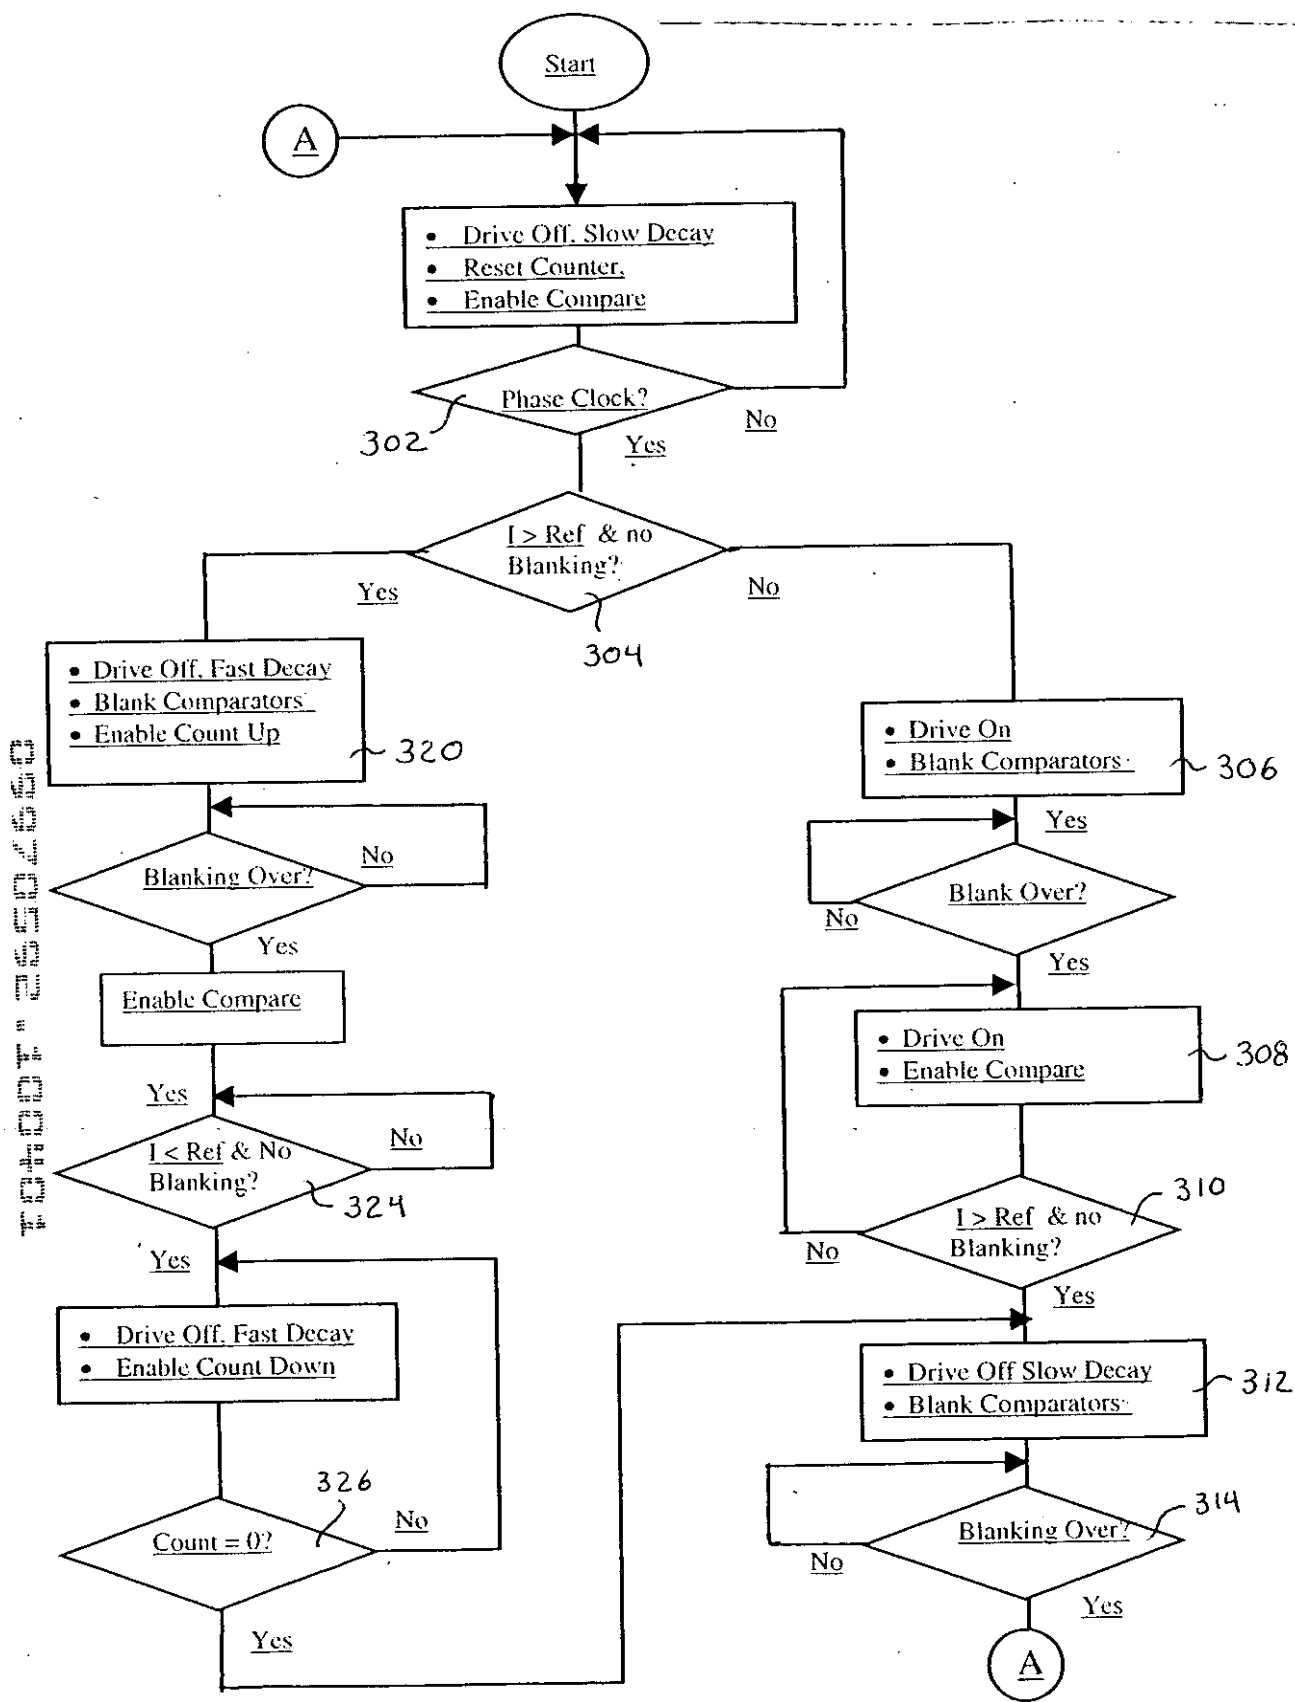 Start
A
• Drive Off, Slow Decay
• Reset Counter,
• Enable Compare
Phase Clock?
302
No
Yes
I > Ref & no
Blanking?
304
Yes
No
• Drive Off, Fast Decay
• Blank Comparators
• Enable Count Up
320
Blanking Over?
No
Yes
Enable Compare
Yes
I < Ref & No
Blanking?
No
324
Yes
• Drive Off, Fast Decay
• Enable Count Down
326
Count = 0?
No
Yes
• Drive On
• Blank Comparators
306
Yes
Blank Over?
No
Yes
• Drive On
• Enable Compare
308
310
I > Ref & no
Blanking?
No
Yes
• Drive Off Slow Decay
• Blank Comparators
312
314
Blanking Over?
No
Yes
A
09970592.100401